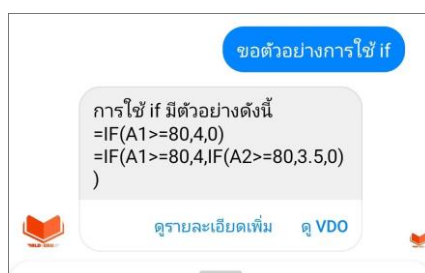 ขอตัวอย่างการใช้ if
การใช้ if มีตัวอย่างดังนี้
=IF(A1>=80,4,0)
=IF(A1>=80,4,IF(A2>=80,3.5,0)
)
ดูรายละเอียดเพิ่ม ดู VDO